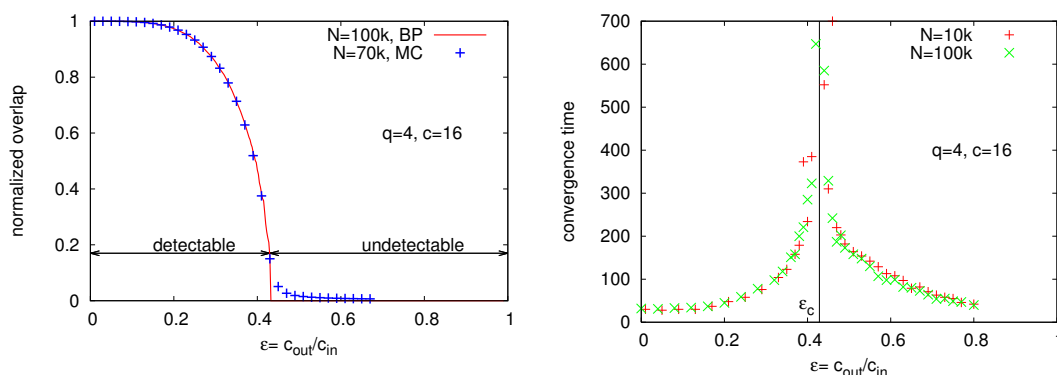 N=100k, BP
N=70k, MC
q=4, c=16
detectable
undetectable
normalized overlap
0
0.2
0.4
0.6
0.8
1
0
0.2
0.4
0.6
0.8
1
ε= c_out/c_in
N=10k
N=100k
q=4, c=16
ε_c
convergence time
0
100
200
300
400
500
600
700
0
0.2
0.4
0.6
0.8
1
ε= c_out/c_in